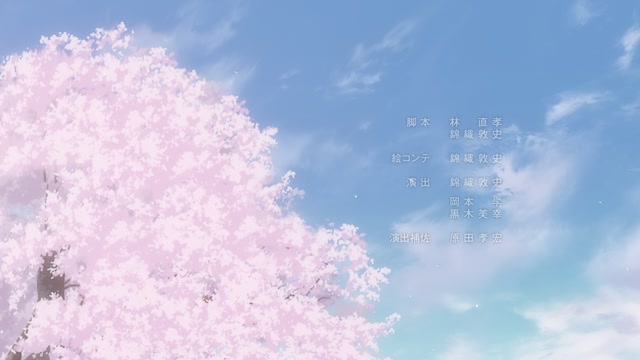 脚本 林 直孝
錦織敦史
絵コンテ 錦織敦史
演出 錦織敦史
岡本 学
黒木美幸
演出補佐 原田孝宏